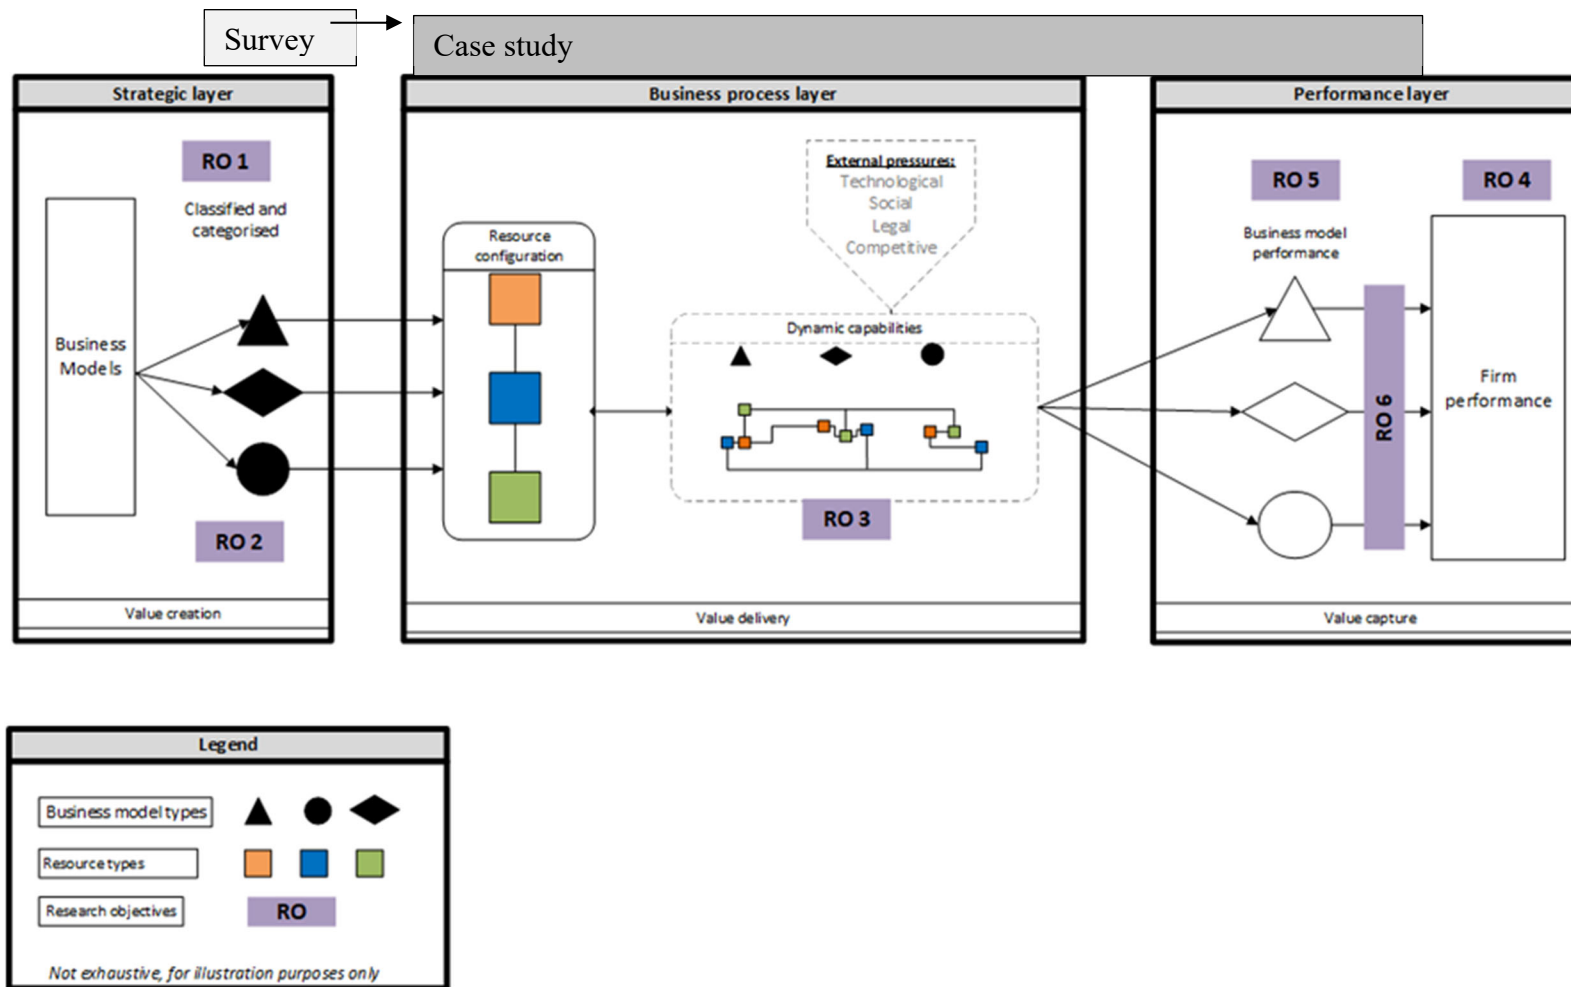 Survey
Case study
Strategic layer
RO 1
Classified and
categorised
Business
Models
RO 2
Value creation
Business process layer
External pressures:
Technological
Social
Legal
Competitive
Resource
configuration
Dynamic capabilities
RO 3
Value delivery
Performance layer
RO 5
RO 4
Business model
performance
RO 6
Firm
performance
Value capture
Legend
Business model types
Resource types
Research objectives
RO
Not exhaustive, for illustration purposes only